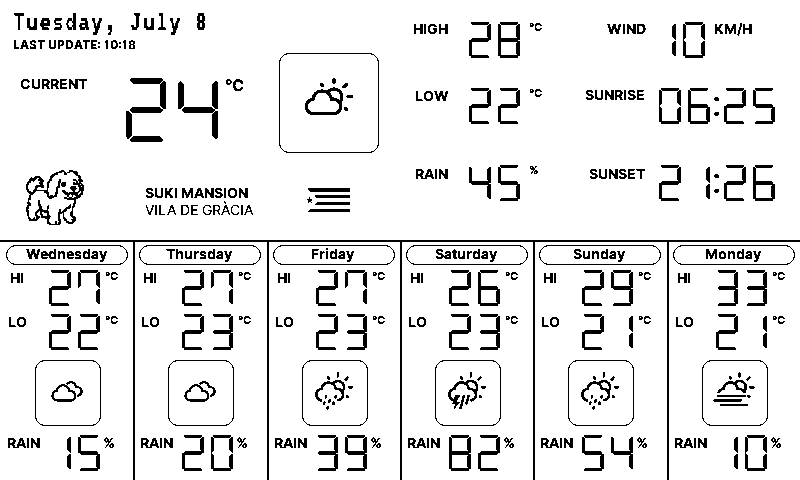 Tuesday, July 8
LAST UPDATE: 10:18
CURRENT 24 °C
HIGH 28 °C
LOW 22 °C
RAIN 45 %
WIND 10 KM/H
SUNRISE 06:25
SUNSET 21:26
SUKI MANSION
VILA DE GRÀCIA
Wednesday
HI 27 °C
LO 22 °C
RAIN 15 %
Thursday
HI 27 °C
LO 23 °C
RAIN 20 %
Friday
HI 27 °C
LO 23 °C
RAIN 39 %
Saturday
HI 26 °C
LO 23 °C
RAIN 82 %
Sunday
HI 29 °C
LO 21 °C
RAIN 54 %
Monday
HI 33 °C
LO 21 °C
RAIN 10 %